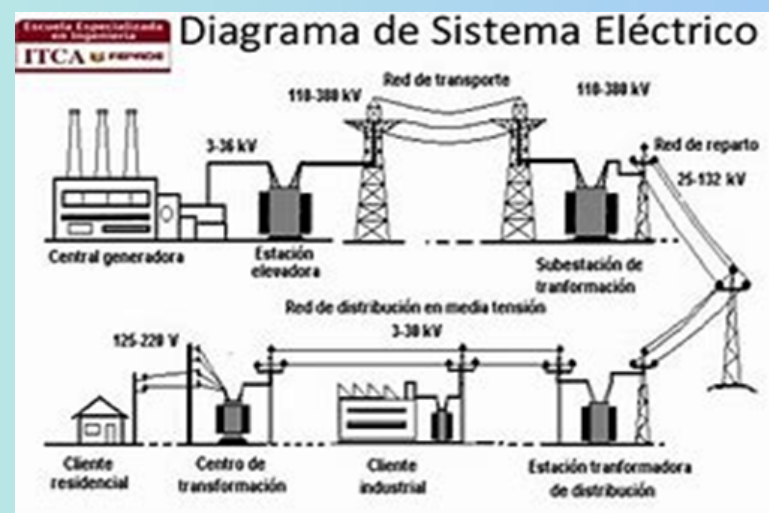 Escuela Especializada
en Ingeniería
ITCA FEPADE
Diagrama de Sistema Eléctrico
Red de transporte
110-380 kV
110-380 kV
3-36 kV
Red de reparto
25-132 kV
Central generadora
Estación
elevadora
Subestación de
tranformación
Red de distribución en media tensión
3-30 kV
125-220 V
Cliente
residencial
Centro de
transformación
Cliente
industrial
Estación tranformadora
de distribución